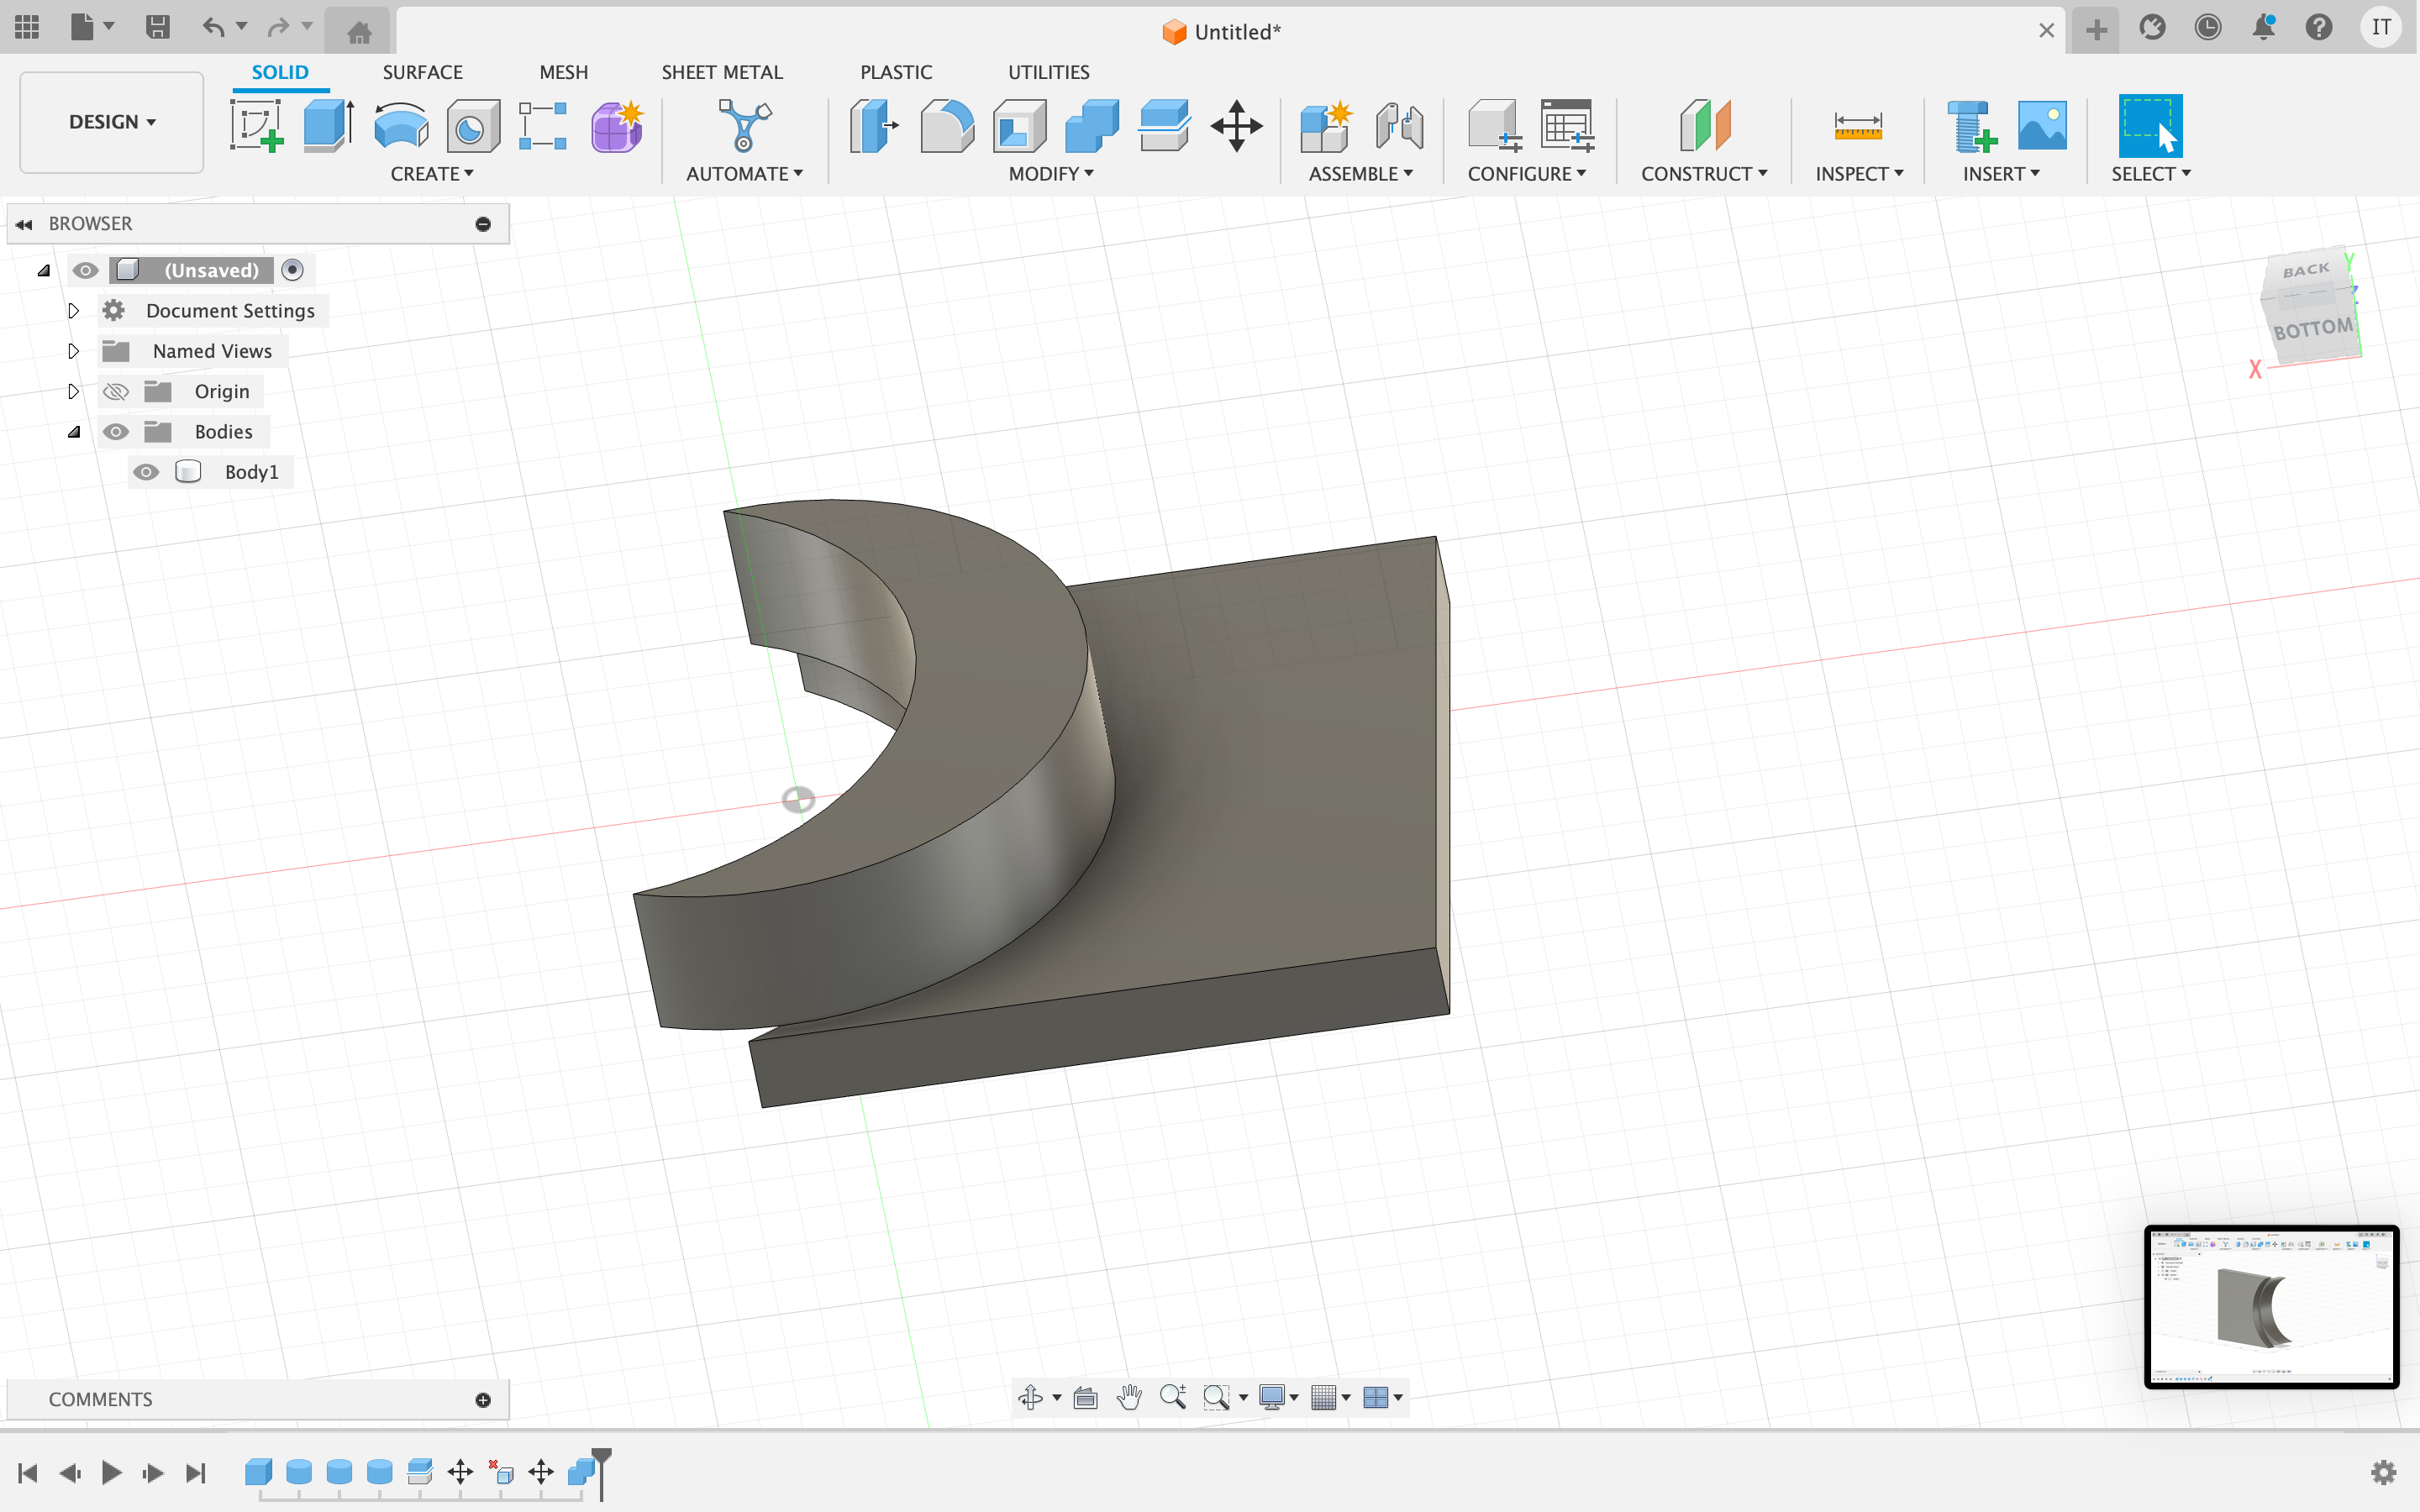 Untitled*
IT
SOLID SURFACE MESH SHEET METAL PLASTIC UTILITIES
DESIGN
CREATE AUTOMATE MODIFY ASSEMBLE CONFIGURE CONSTRUCT INSPECT INSERT SELECT
BROWSER
(Unsaved)
Document Settings
Named Views
Origin
Bodies
Body1
BACK
BOTTOM
X
Y
Z
COMMENTS